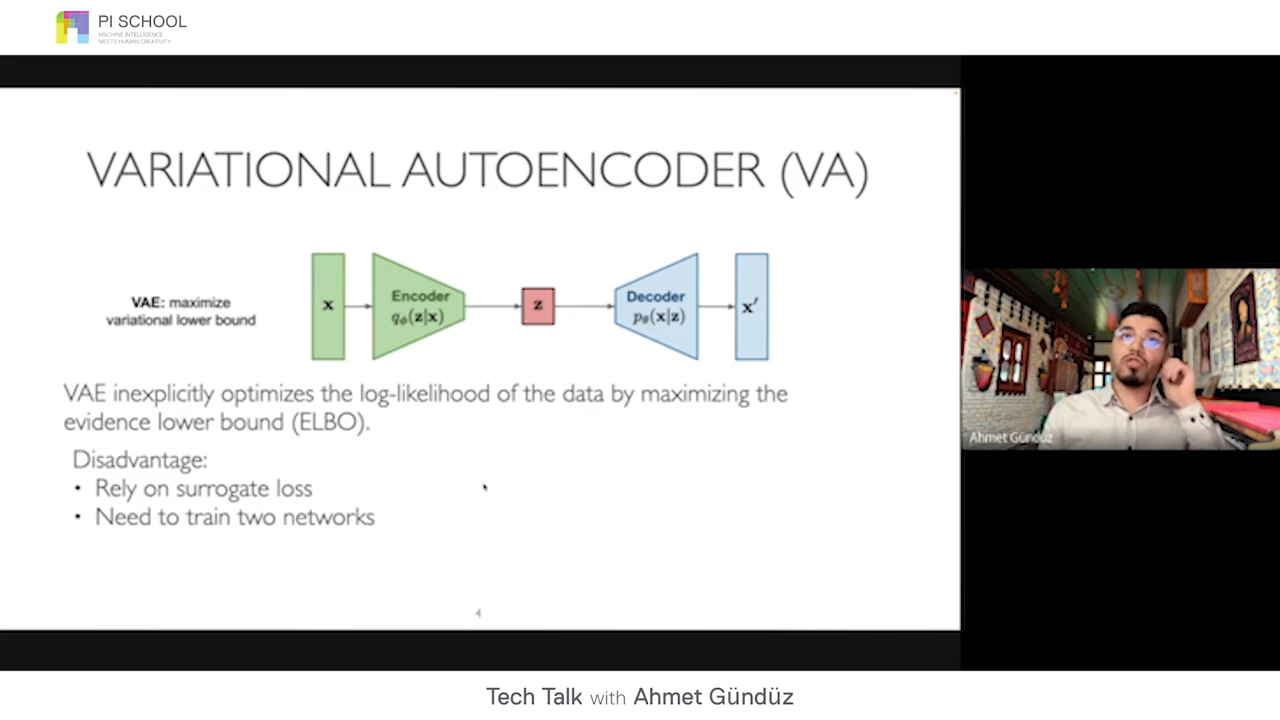 PI SCHOOL
MACHINE INTELLIGENCE
MEETS HUMAN CREATIVITY
VARIATIONAL AUTOENCODER (VA)
VAE: maximize
variational lower bound
x
Encoder
qϕ(z|x)
z
Decoder
pθ(x|z)
x′
VAE inexplicitly optimizes the log-likelihood of the data by maximizing the
evidence lower bound (ELBO).
Disadvantage:
• Rely on surrogate loss
• Need to train two networks
4
Ahmet Gündüz
Tech Talk with Ahmet Gündüz